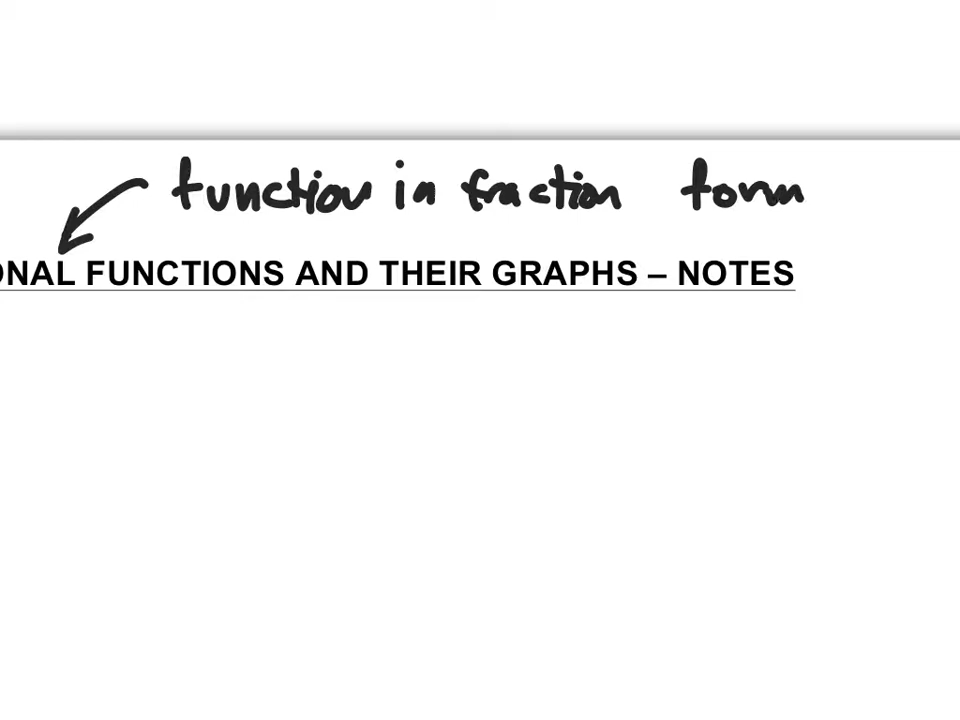 function in fraction form
ONAL FUNCTIONS AND THEIR GRAPHS – NOTES